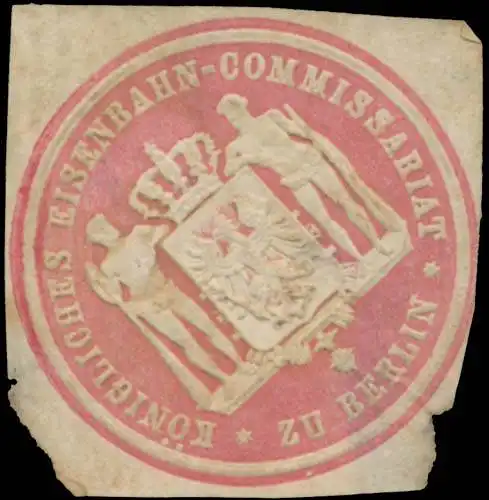 KÖNIGLICHES EISENBAHN-COMMISSARIAT
* ZU BERLIN *